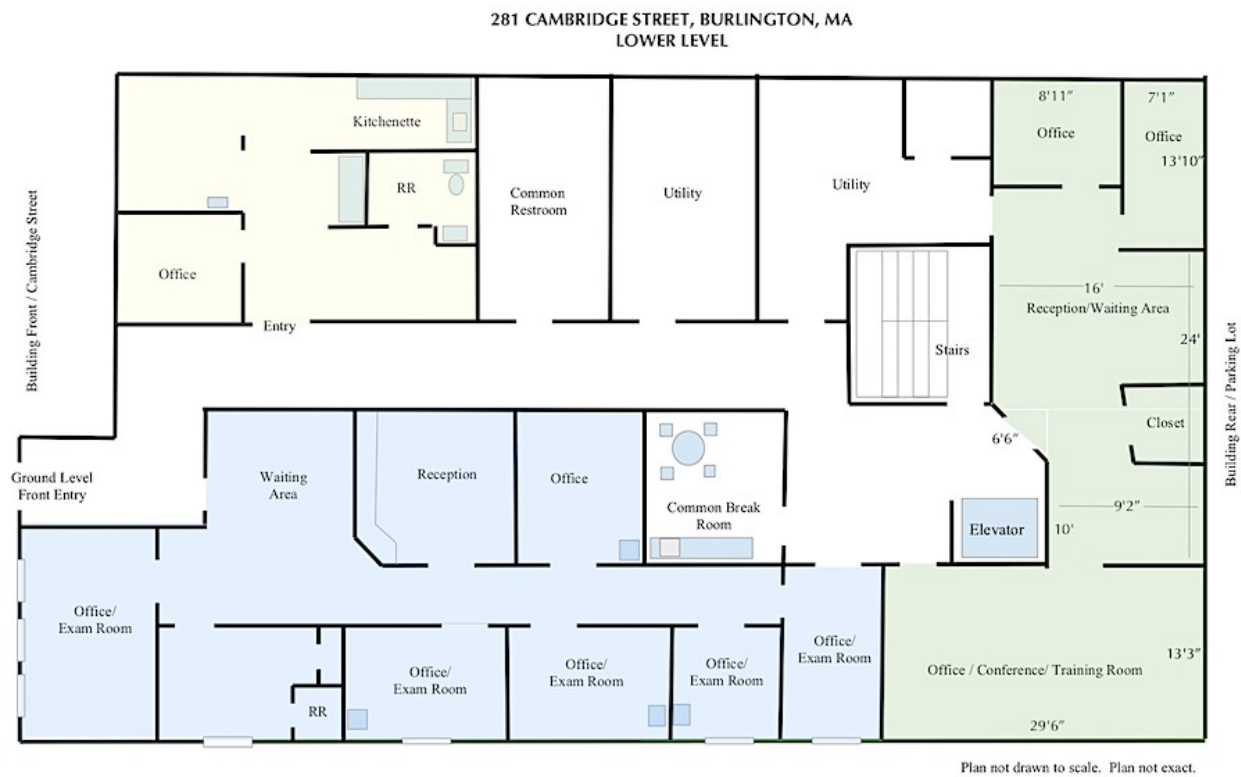 281 CAMBRIDGE STREET, BURLINGTON, MA
LOWER LEVEL
Building Front / Cambridge Street
Kitchenette
RR
Office
Entry
Common
Restroom
Utility
Utility
8'11"
Office
7'1"
Office
13'10"
16'
Reception/Waiting Area
24'
Stairs
Building Rear / Parking Lot
Closet
6'6"
9'2"
10'
Elevator
Ground Level
Front Entry
Waiting
Area
Reception
Office
Common Break
Room
Office/
Exam Room
RR
Office/
Exam Room
Office/
Exam Room
Office/
Exam Room
Office/
Exam Room
Office / Conference/ Training Room
13'3"
29'6"
Plan not drawn to scale. Plan not exact.